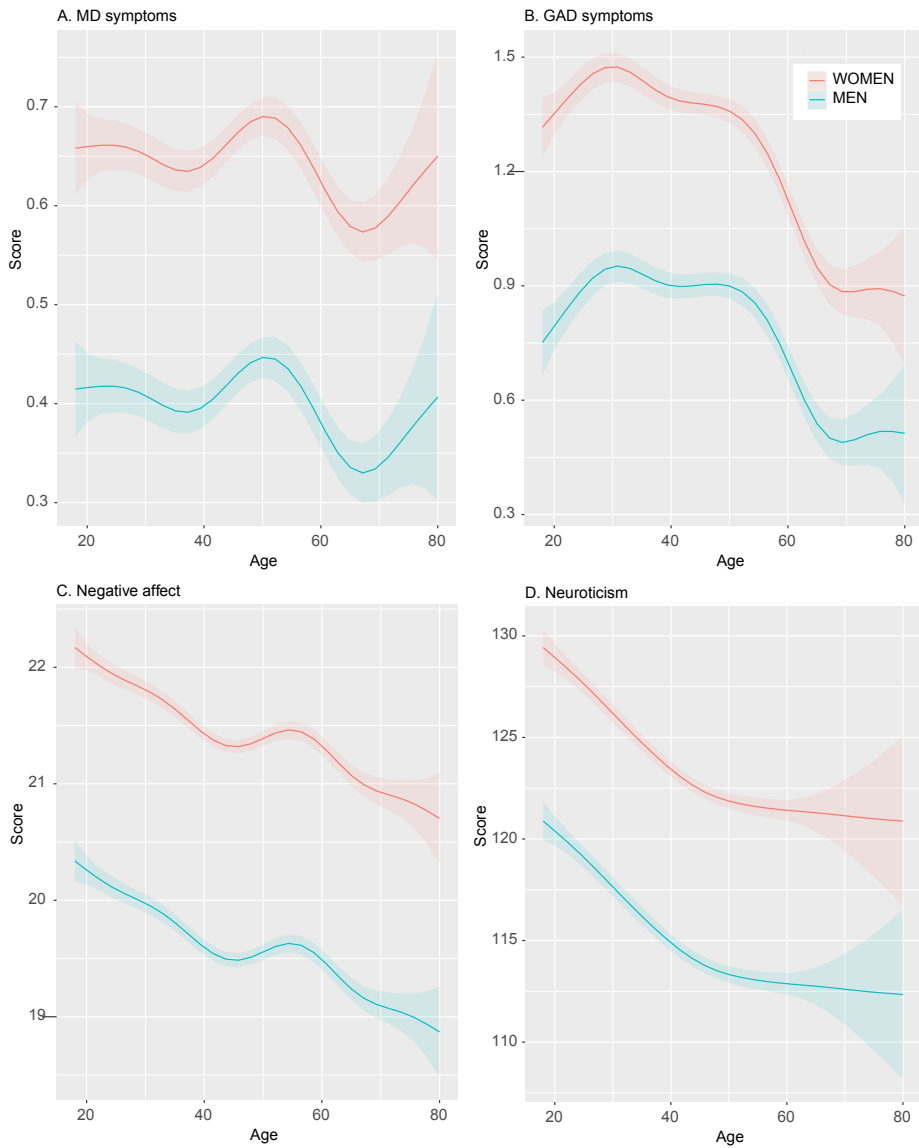 A. MD symptoms
0.7
0.6
0.5
0.4
0.3
Score
20 40 60 80
Age
B. GAD symptoms
1.5
1.2
0.9
0.6
0.3
Score
WOMEN
MEN
20 40 60 80
Age
C. Negative affect
22
21
20
19
Score
20 40 60 80
Age
D. Neuroticism
130
125
120
115
110
Score
20 40 60 80
Age